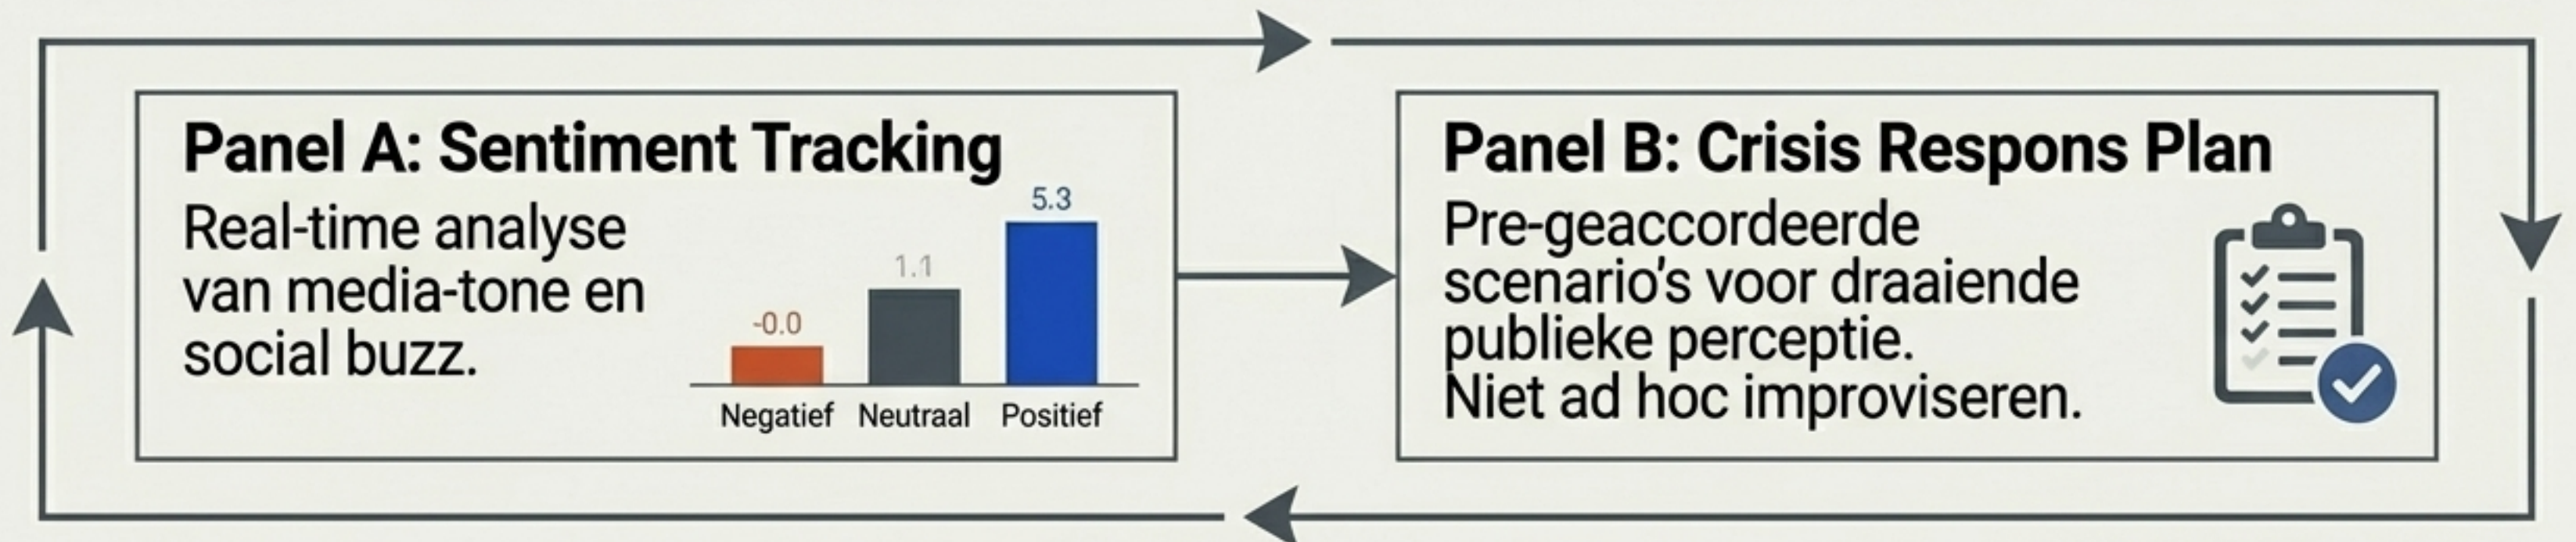 Panel A: Sentiment Tracking
Real-time analyse
van media-tone en
social buzz.
5.3
1.1
-0.0
Negatief Neutraal Positief
Panel B: Crisis Respons Plan
Pre-geaccordeerde
scenario's voor draaiende
publieke perceptie.
Niet ad hoc improviseren.